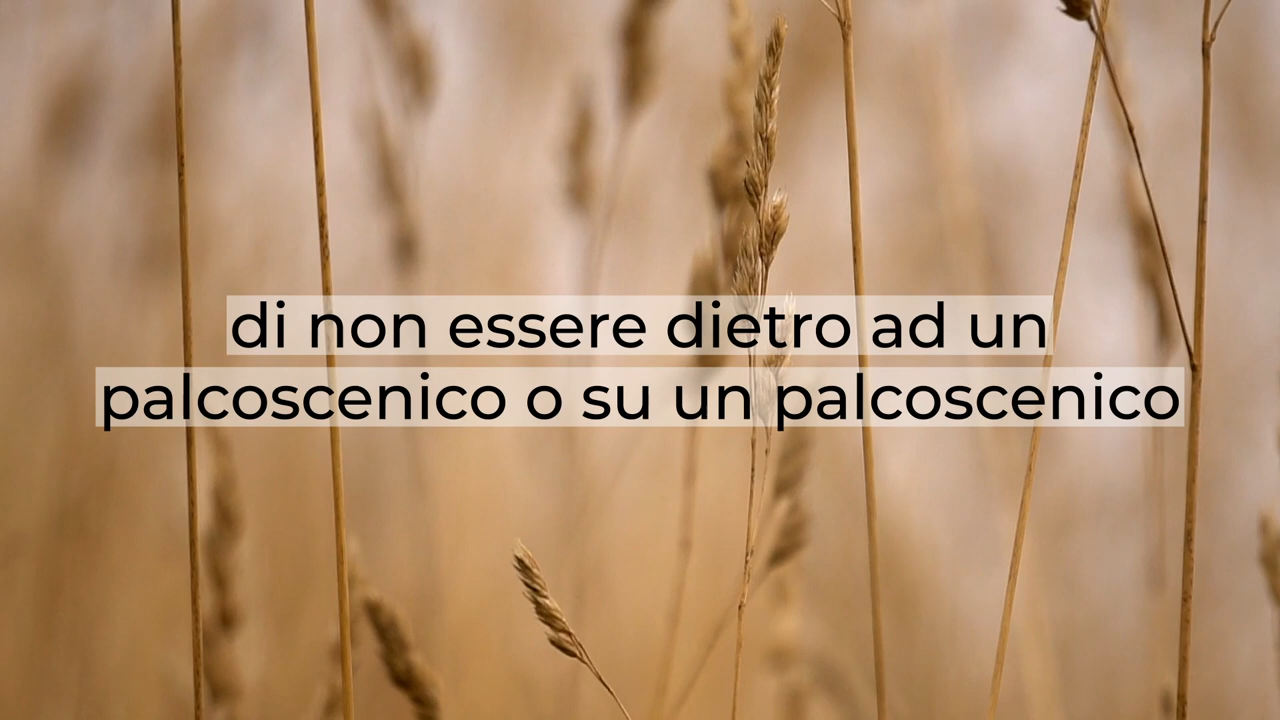 di non essere dietro ad un
palcoscenico o su un palcoscenico